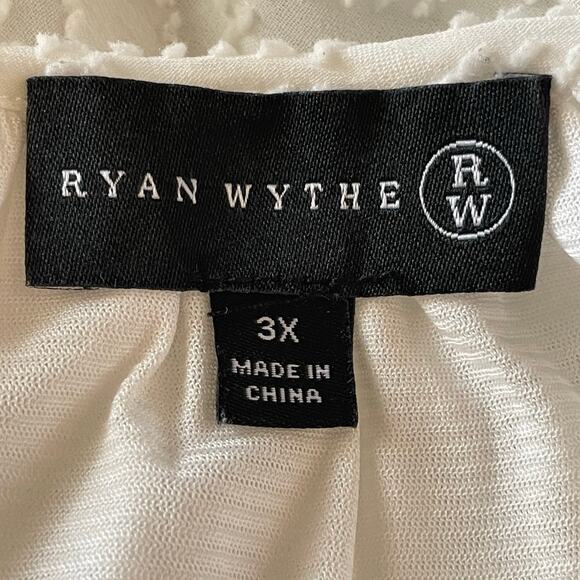 RYAN WYTHE
R
W
3X
MADE IN
CHINA